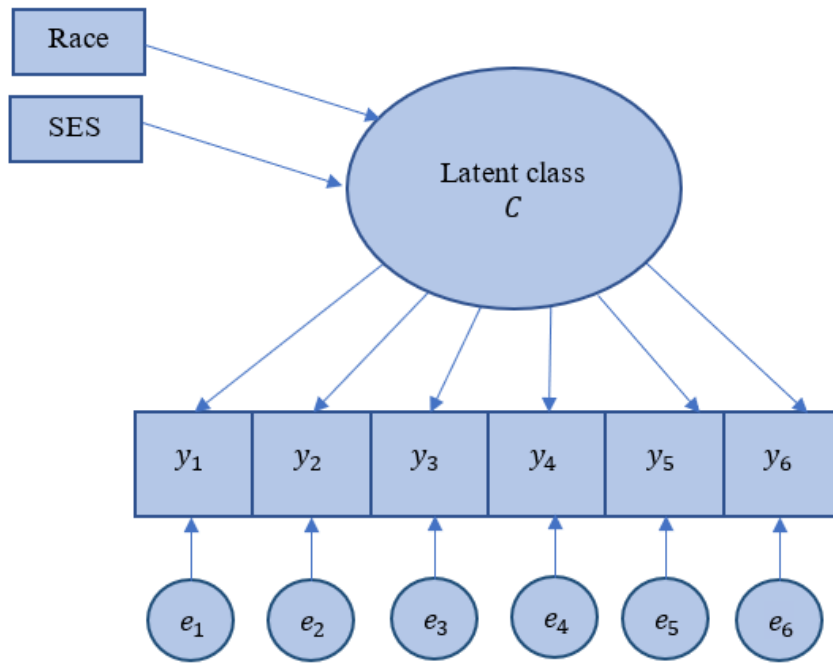 Race
SES
Latent class
C
y₁ y₂ y₃ y₄ y₅ y₆
e₁ e₂ e₃ e₄ e₅ e₆